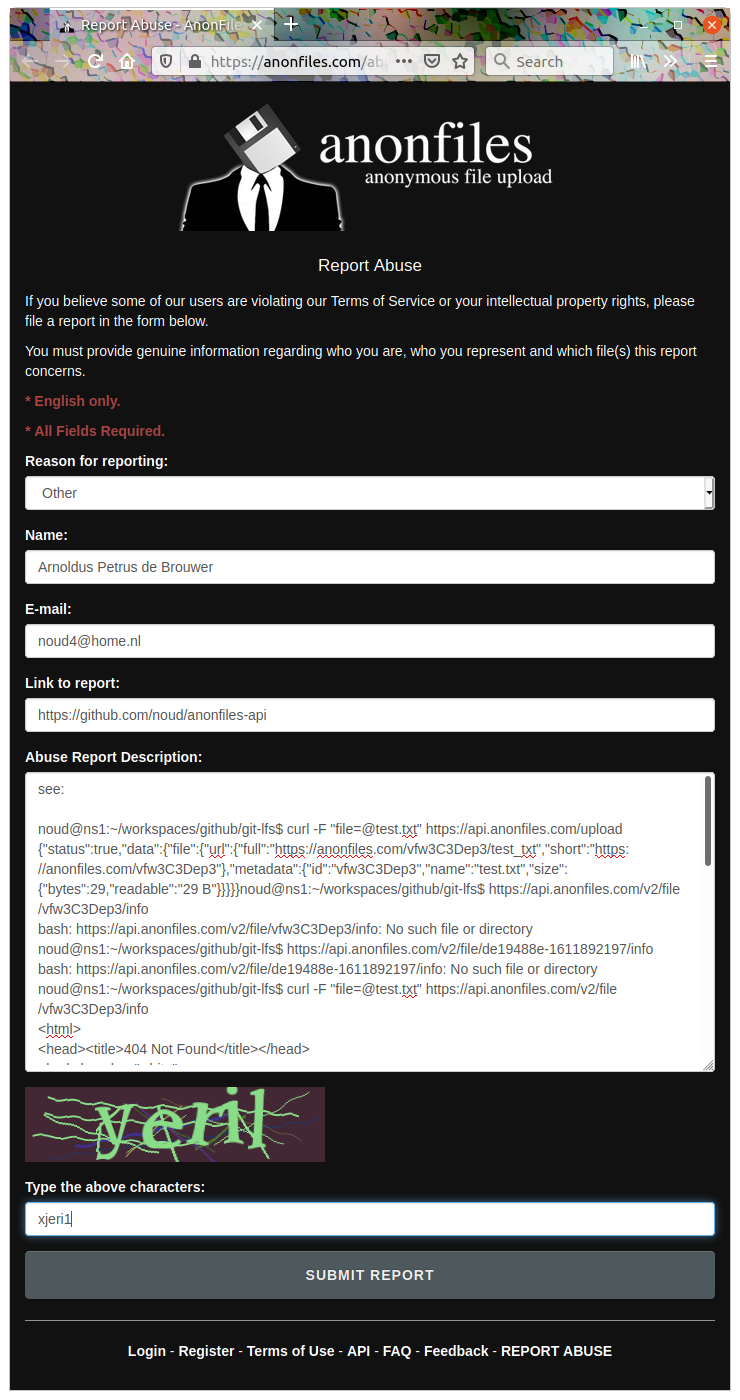 Report Abuse - AnonFile
https://anonfiles.com/ab
Search
anonfiles
anonymous file upload
Report Abuse
If you believe some of our users are violating our Terms of Service or your intellectual property rights, please
file a report in the form below.
You must provide genuine information regarding who you are, who you represent and which file(s) this report
concerns.
* English only.
* All Fields Required.
Reason for reporting:
Other
Name:
Arnoldus Petrus de Brouwer
E-mail:
noud4@home.nl
Link to report:
https://github.com/noud/anonfiles-api
Abuse Report Description:
see:
noud@ns1:~/workspaces/github/git-lfs$ curl -F "file=@test.txt" https://api.anonfiles.com/upload
{"status":true,"data":{"file":{"url":{"full":"https://anonfiles.com/vfw3C3Dep3/test_txt","short":"https:
//anonfiles.com/vfw3C3Dep3"},"metadata":{"id":"vfw3C3Dep3","name":"test.txt","size":
{"bytes":29,"readable":"29 B"}}}}}noud@ns1:~/workspaces/github/git-lfs$ https://api.anonfiles.com/v2/file
/vfw3C3Dep3/info
bash: https://api.anonfiles.com/v2/file/vfw3C3Dep3/info: No such file or directory
noud@ns1:~/workspaces/github/git-lfs$ https://api.anonfiles.com/v2/file/de19488e-1611892197/info
bash: https://api.anonfiles.com/v2/file/de19488e-1611892197/info: No such file or directory
noud@ns1:~/workspaces/github/git-lfs$ curl -F "file=@test.txt" https://api.anonfiles.com/v2/file
/vfw3C3Dep3/info
<html>
<head><title>404 Not Found</title></head>
yeril
Type the above characters:
xjeri1
SUBMIT REPORT
Login - Register - Terms of Use - API - FAQ - Feedback - REPORT ABUSE